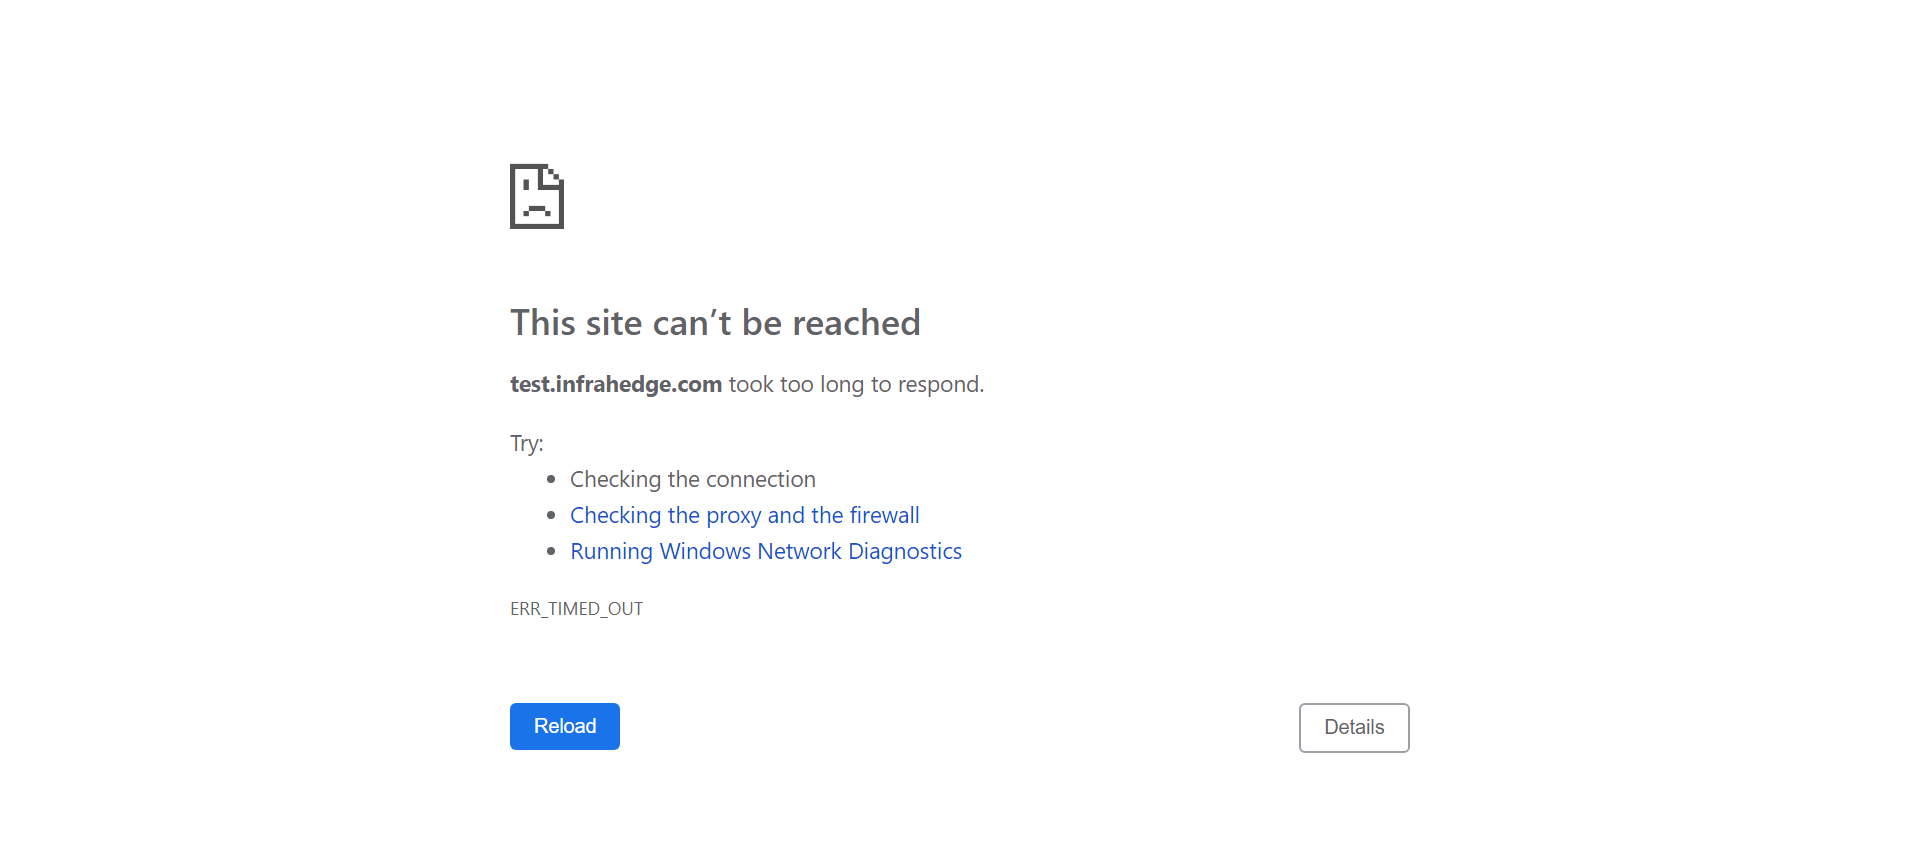 This site can’t be reached
test.infrahedge.com took too long to respond.
Try:
Checking the connection
Checking the proxy and the firewall
Running Windows Network Diagnostics
ERR_TIMED_OUT
Reload
Details